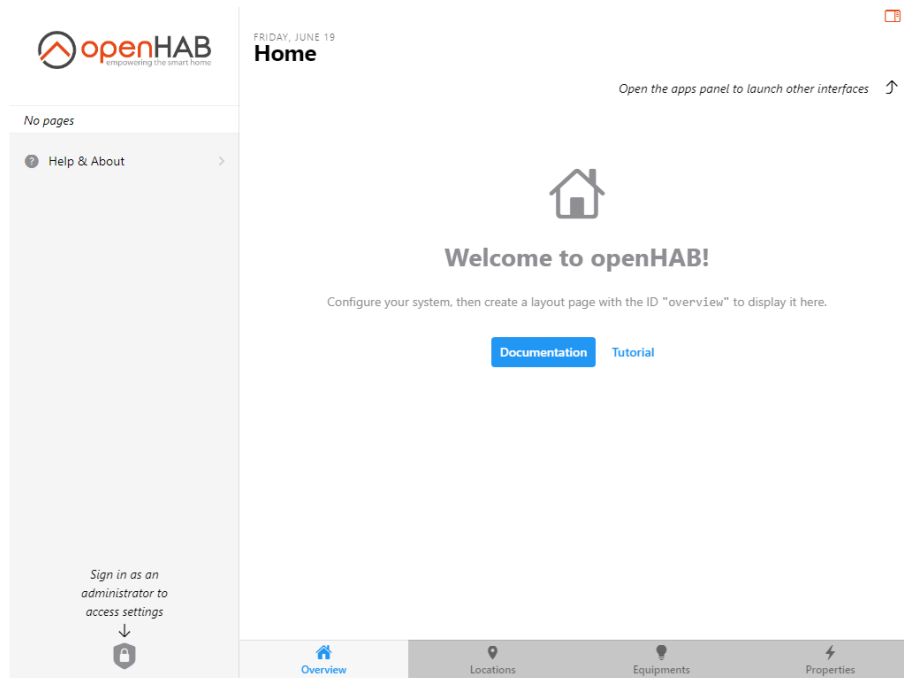 openHAB
empowering the smart home
No pages
? Help & About
Sign in as an
administrator to
access settings
FRIDAY, JUNE 19
Home
Open the apps panel to launch other interfaces
Welcome to openHAB!
Configure your system, then create a layout page with the ID "overview" to display it here.
Documentation Tutorial
Overview Locations Equipments Properties